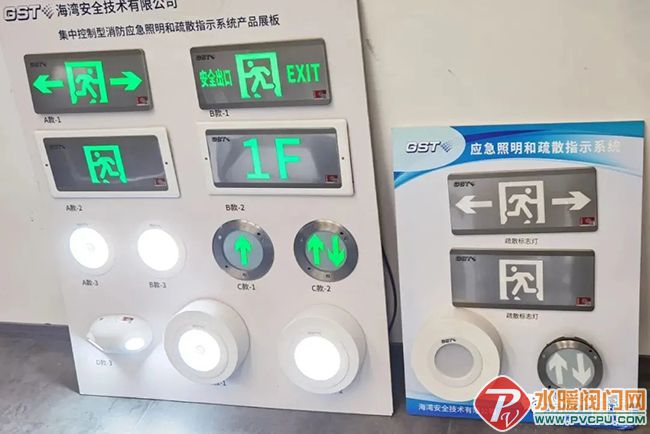 GST 海湾安全技术有限公司
集中控制型消防应急照明和疏散指示系统产品展板
安全出口 EXIT
A款-1
B款-1
1F
A款-2
B款-2
A款-3
B款-3
C款-1
C款-2
GST 应急照明和疏散指示系统
疏散标志灯
疏散标志灯
海湾安全技术有限公司
水暖阀门网
WWW.PVCPU.COM